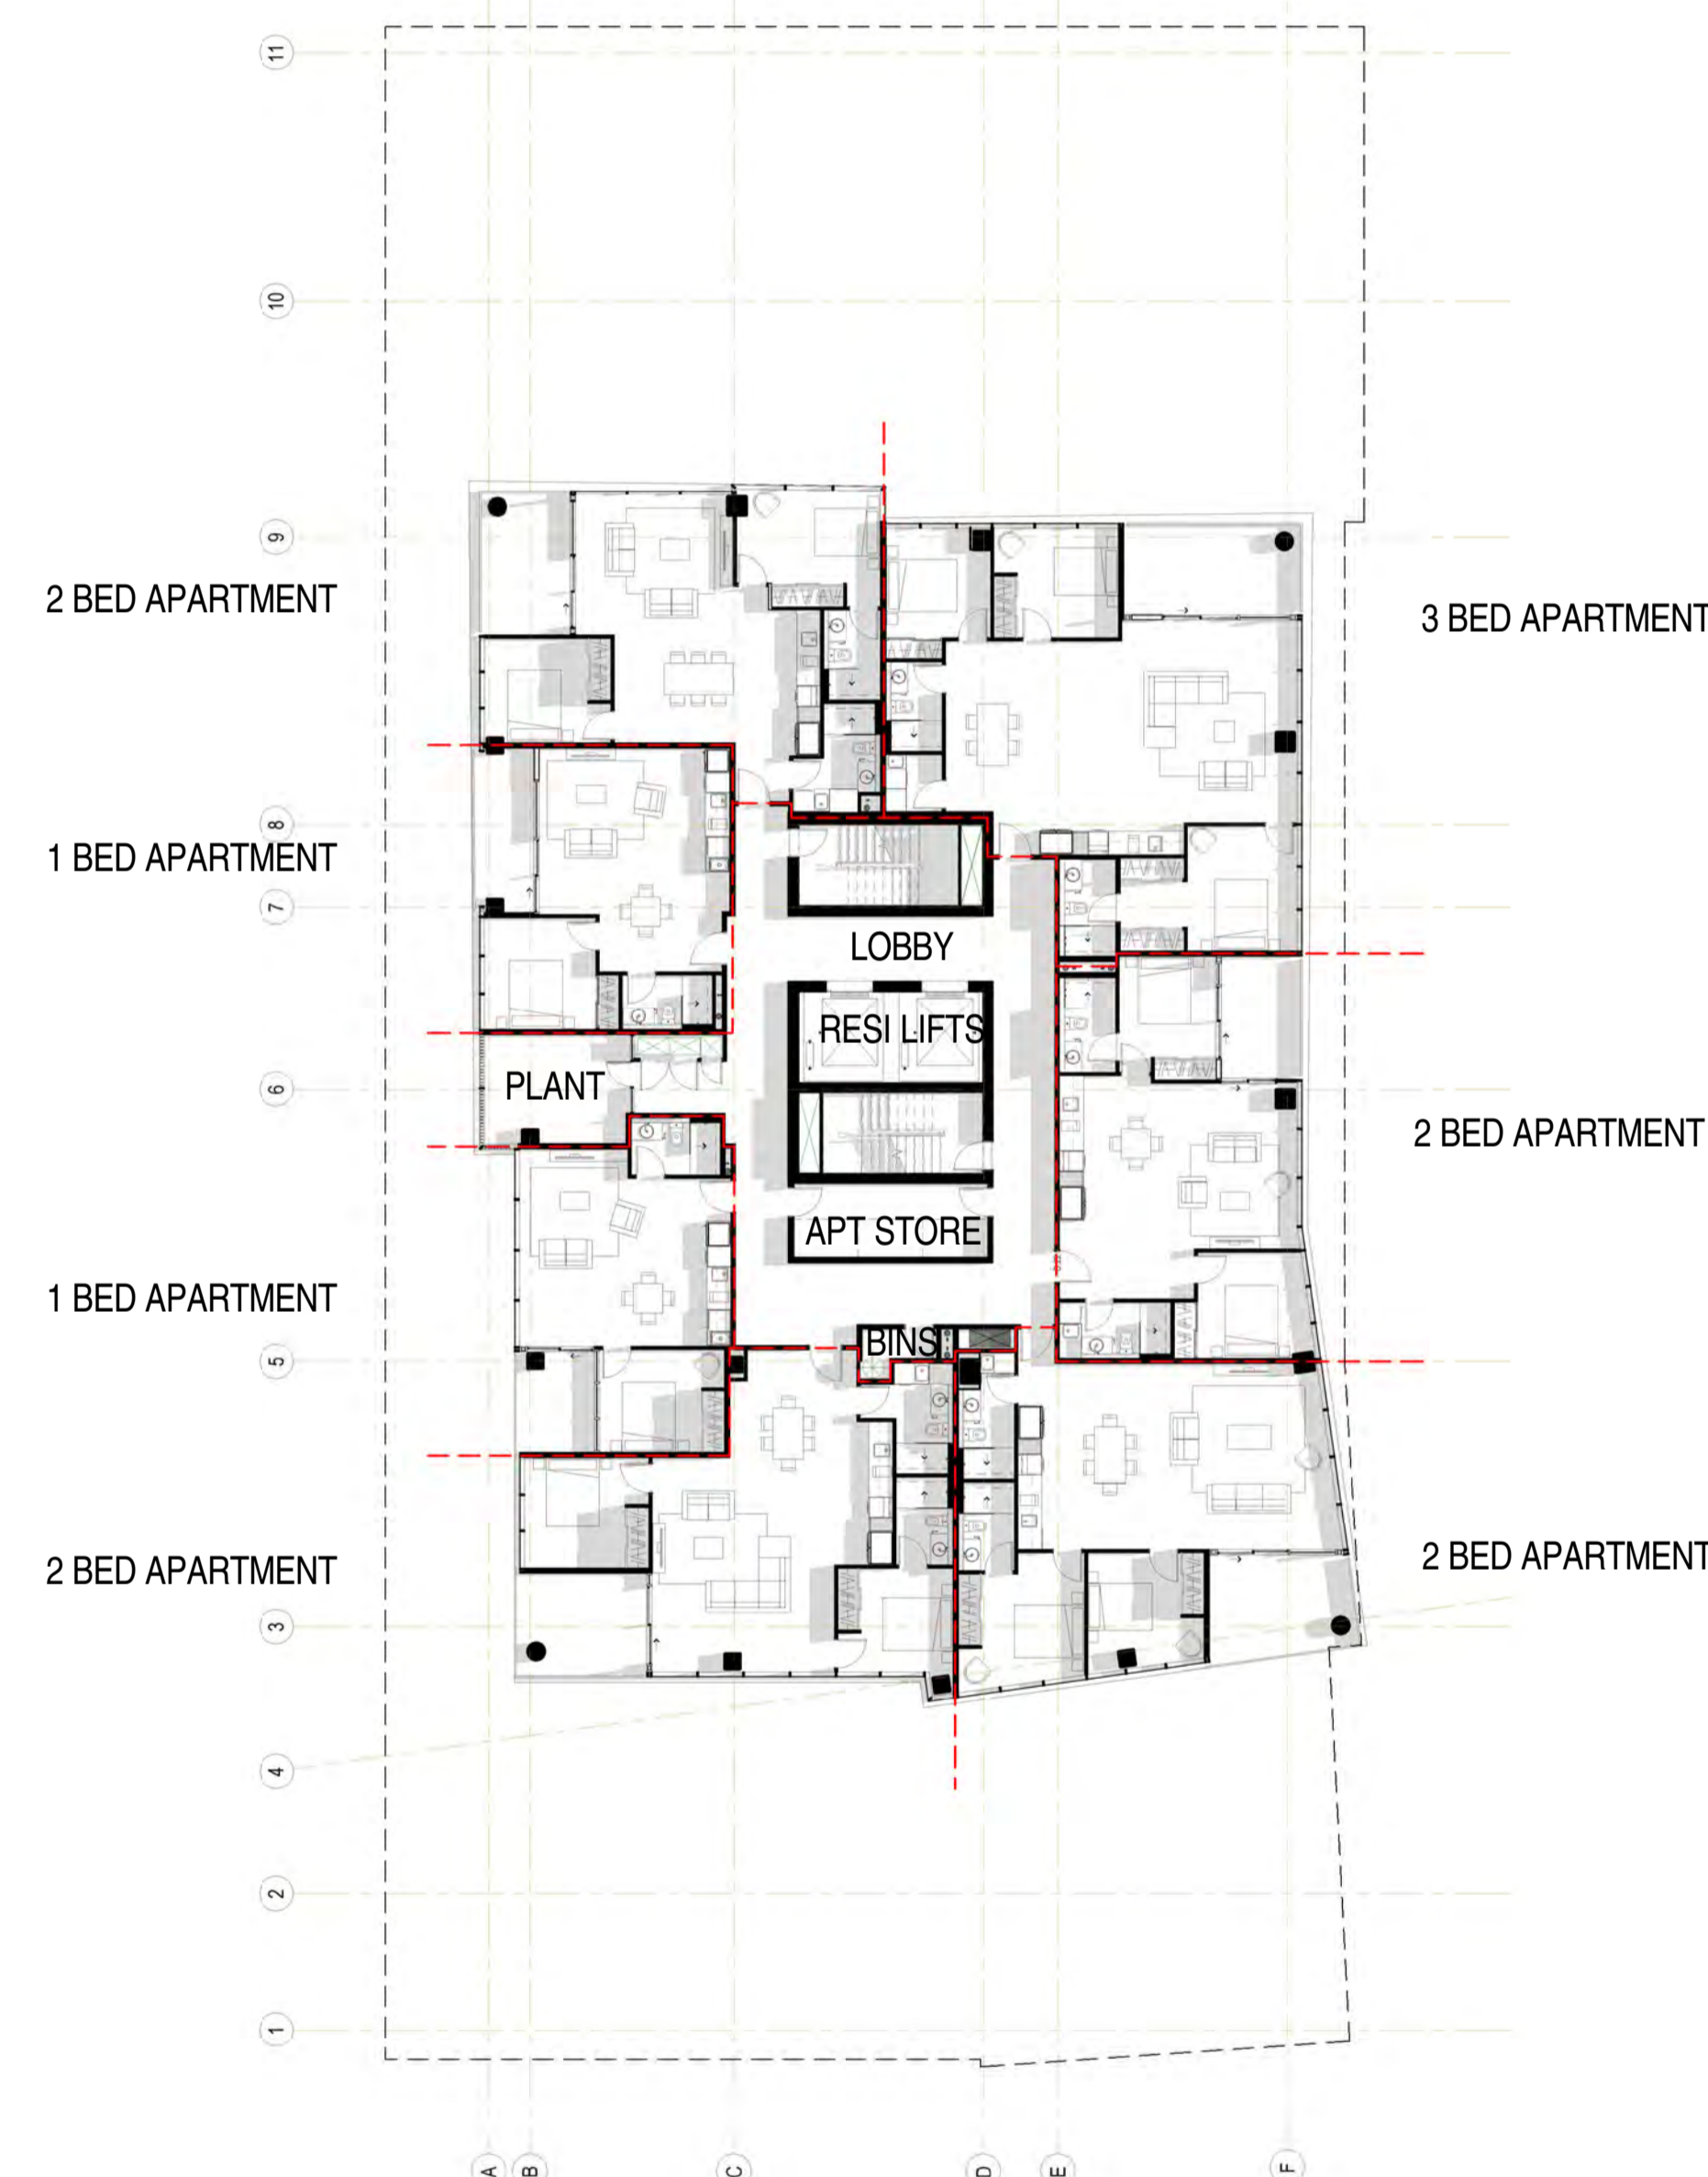 11
10
9
2 BED APARTMENT
3 BED APARTMENT
8
1 BED APARTMENT
7
LOBBY
RESI LIFTS
6
PLANT
2 BED APARTMENT
APT STORE
1 BED APARTMENT
BINS
5
2 BED APARTMENT
2 BED APARTMENT
3
4
2
1
A B C D E F